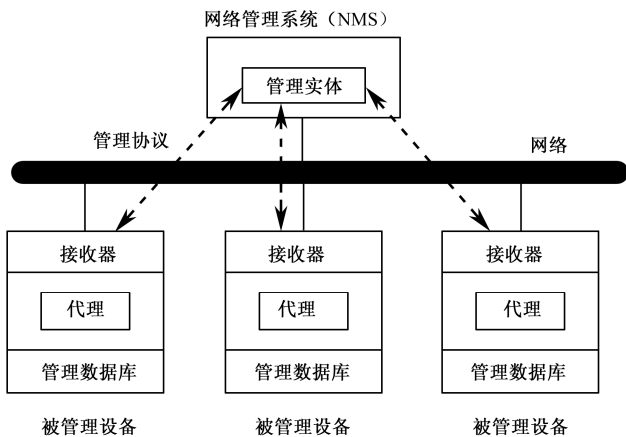 网络管理系统（NMS）
管理实体
管理协议
网络
接收器
接收器
接收器
代理
代理
代理
管理数据库
管理数据库
管理数据库
被管理设备
被管理设备
被管理设备